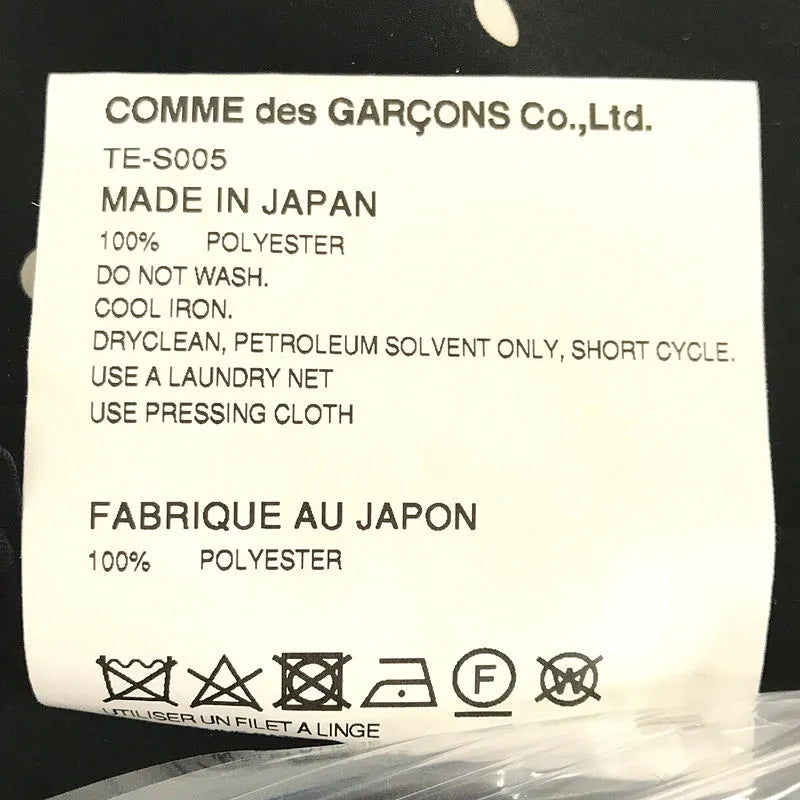 COMME des GARÇONS Co.,Ltd.
TE-S005
MADE IN JAPAN
100% POLYESTER
DO NOT WASH.
COOL IRON.
DRYCLEAN, PETROLEUM SOLVENT ONLY, SHORT CYCLE.
USE A LAUNDRY NET
USE PRESSING CLOTH
FABRIQUE AU JAPON
100% POLYESTER
F W
UTILISER UN FILET A LINGE